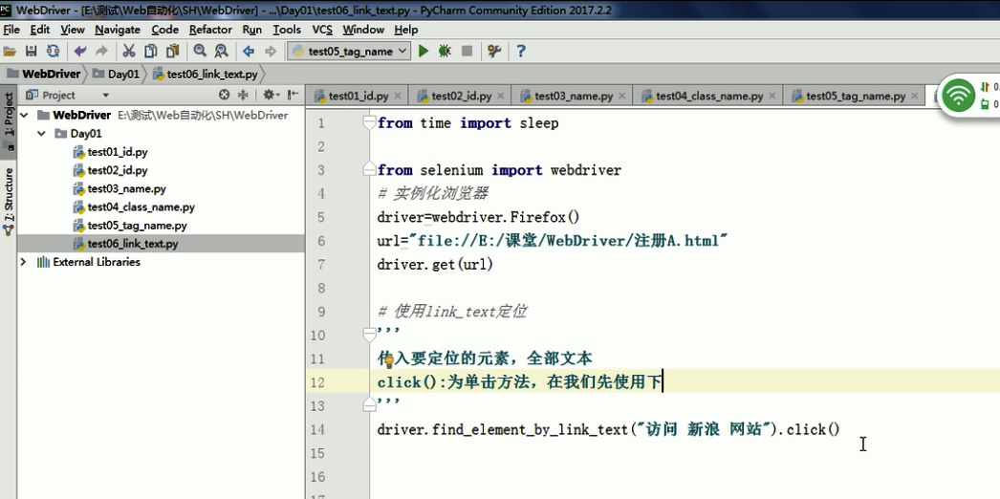 WebDriver - [E:\测试\Web自动化\SH\WebDriver] - ...\Day01\test06_link_text.py - PyCharm Community Edition 2017.2.2
File Edit View Navigate Code Refactor Run Tools VCS Window Help
test05_tag_name
WebDriver Day01 test06_link_text.py
Project
test01_id.py test02_id.py test03_name.py test04_class_name.py test05_tag_name.py
1: Project
7: Structure
WebDriver E:\测试\Web自动化\SH\WebDriver
Day01
test01_id.py
test02_id.py
test03_name.py
test04_class_name.py
test05_tag_name.py
test06_link_text.py
External Libraries
1 from time import sleep
2
3 from selenium import webdriver
4 # 实例化浏览器
5 driver=webdriver.Firefox()
6 url="file://E:/课堂/WebDriver/注册A.html"
7 driver.get(url)
8
9 # 使用link_text定位
10 '''
11 传入要定位的元素，全部文本
12 click():为单击方法，在我们先使用下
13 '''
14 driver.find_element_by_link_text("访问 新浪 网站").click()
15
16